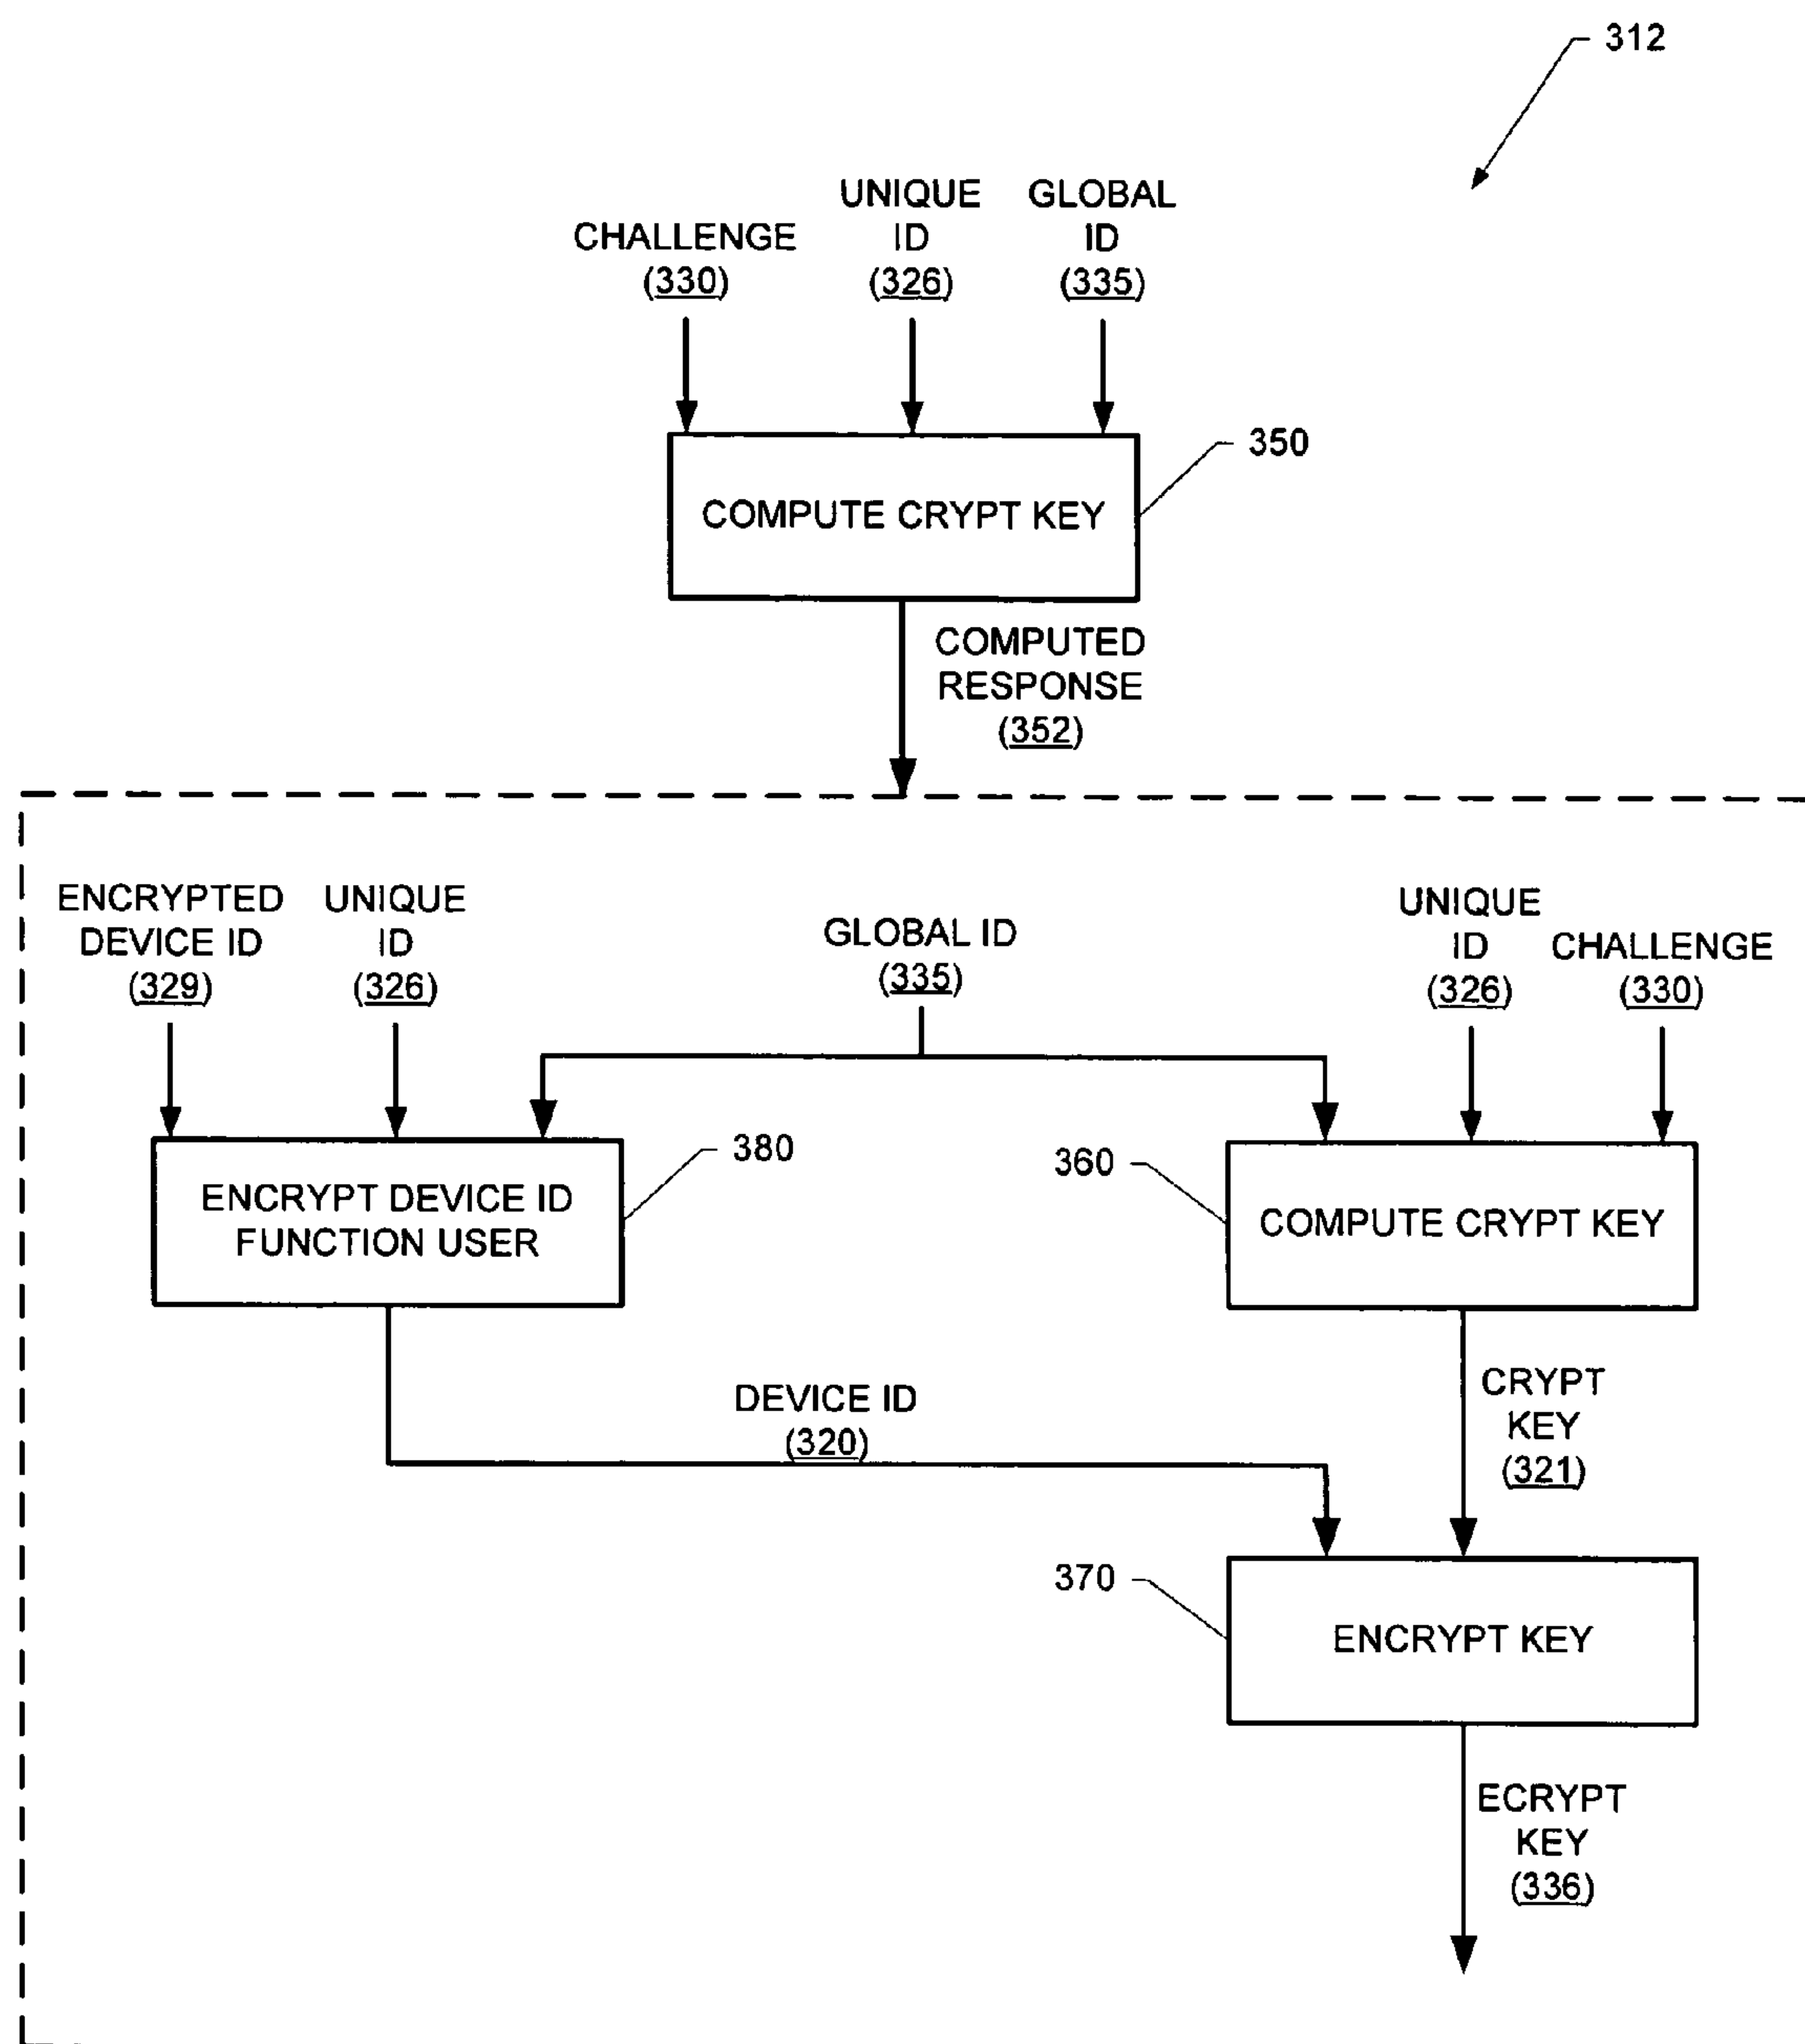 312
CHALLENGE
(330)
UNIQUE
ID
(326)
GLOBAL
ID
(335)
350
COMPUTE CRYPT KEY
COMPUTED
RESPONSE
(352)
ENCRYPTED
DEVICE ID
(329)
UNIQUE
ID
(326)
GLOBAL ID
(335)
UNIQUE
ID
(326)
CHALLENGE
(330)
380
ENCRYPT DEVICE ID
FUNCTION USER
360
COMPUTE CRYPT KEY
DEVICE ID
(320)
CRYPT
KEY
(321)
370
ENCRYPT KEY
ECRYPT
KEY
(336)